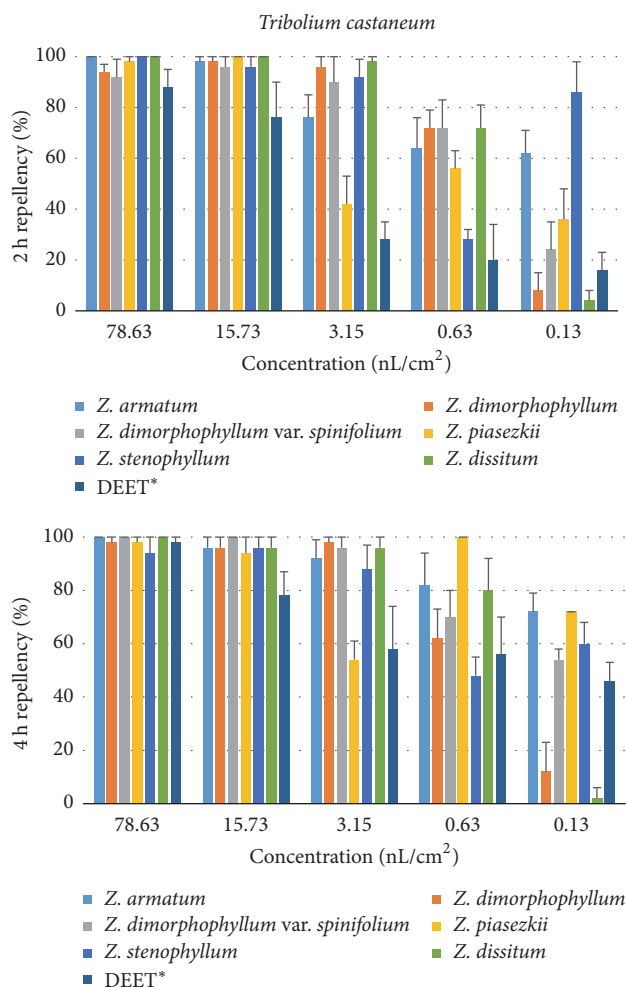 Tribolium castaneum
2 h repellency (%)
100
80
60
40
20
0
78.63 15.73 3.15 0.63 0.13
Concentration (nL/cm²)
Z. armatum Z. dimorphophyllum
Z. dimorphophyllum var. spinifolium Z. piasezkii
Z. stenophyllum Z. dissitum
DEET*
4 h repellency (%)
100
80
60
40
20
0
78.63 15.73 3.15 0.63 0.13
Concentration (nL/cm²)
Z. armatum Z. dimorphophyllum
Z. dimorphophyllum var. spinifolium Z. piasezkii
Z. stenophyllum Z. dissitum
DEET*